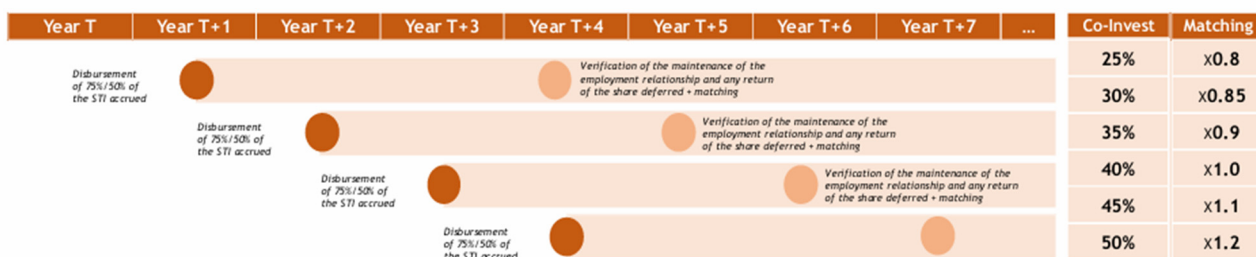 Year T Year T+1 Year T+2 Year T+3 Year T+4 Year T+5 Year T+6 Year T+7 ...
Disbursement
of 75%/50% of
the STI accrued
Verification of the maintenance of the
employment relationship and any return
of the share deferred + matching
Disbursement
of 75%/50% of
the STI accrued
Verification of the maintenance of the
employment relationship and any return
of the share deferred + matching
Disbursement
of 75%/50% of
the STI accrued
Verification of the maintenance of the
employment relationship and any return
of the share deferred + matching
Disbursement
of 75%/50% of
the STI accrued
Co-Invest Matching
25% x0.8
30% x0.85
35% x0.9
40% x1.0
45% x1.1
50% x1.2